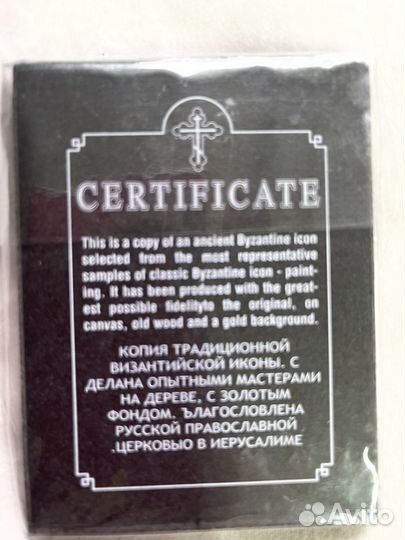 CERTIFICATE
This is a copy of an ancient Byzantine icon
selected from the most representative
samples of classic Byzantine icon - paint-
ing. It has been produced with the great-
est possible fidelityto the original, on
canvas, old wood and a gold background.
КОПИЯ ТРАДИЦИОННОЙ
ВИЗАНТИЙСКОЙ ИКОНЫ. С
ДЕЛАНА ОПЫТНЫМИ МАСТЕРАМИ
НА ДЕРЕВЕ, С ЗОЛОТЫМ
ФОНДОМ. ЪЛАГОСЛОВЛЕНА
РУССКОЙ ПРАВОСЛАВНОЙ
.ЦЕРКОВЬЮ В ИЕРУСАЛИМЕ
Avito